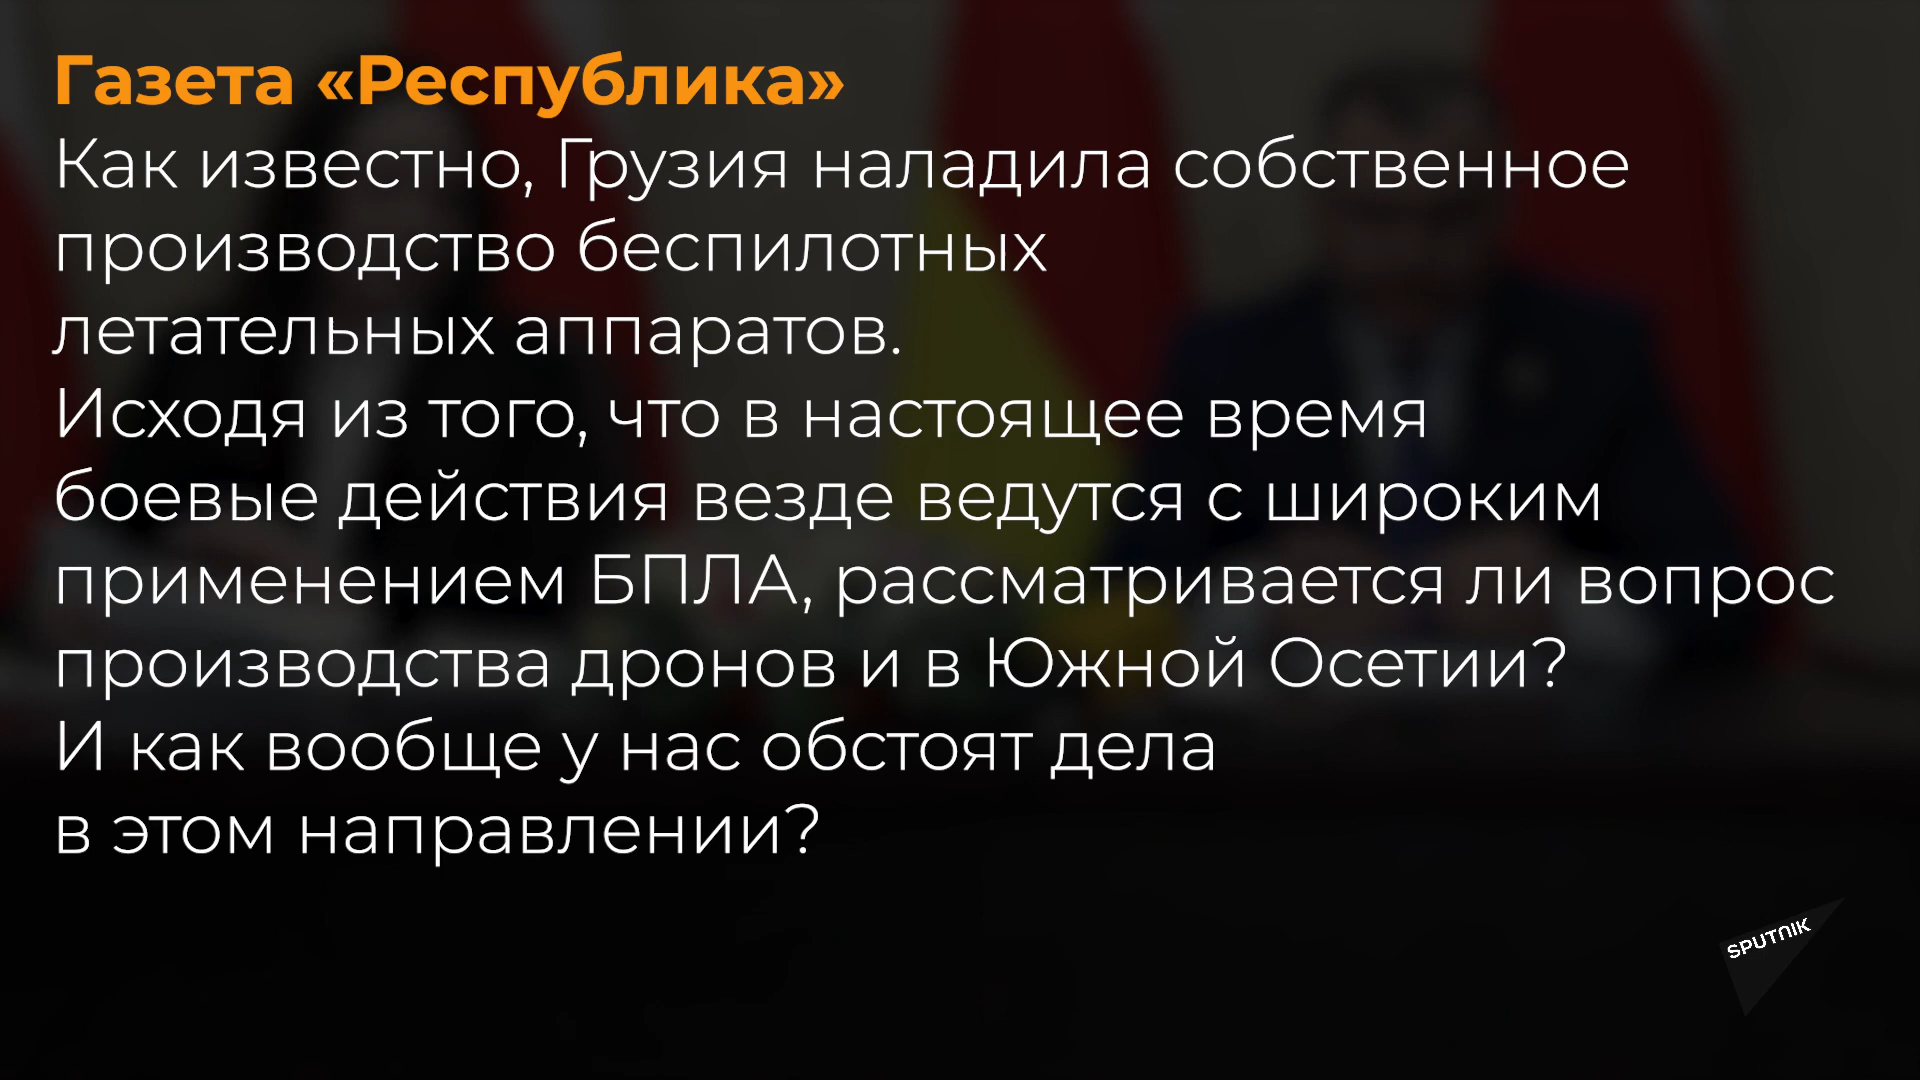 Газета «Республика»
Как известно, Грузия наладила собственное
производство беспилотных
летательных аппаратов.
Исходя из того, что в настоящее время
боевые действия везде ведутся с широким
применением БПЛА, рассматривается ли вопрос
производства дронов и в Южной Осетии?
И как вообще у нас обстоят дела
в этом направлении?
SPUTNIK